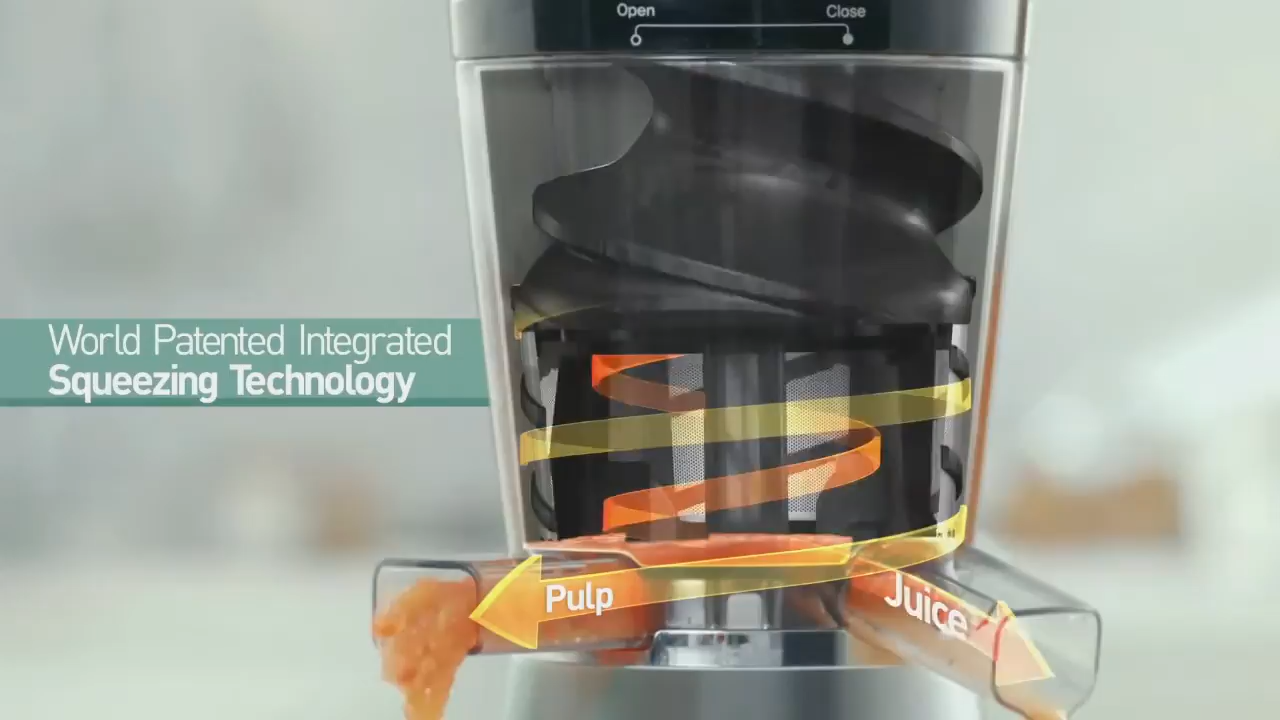 Open Close
World Patented Integrated
Squeezing Technology
Pulp
Juice